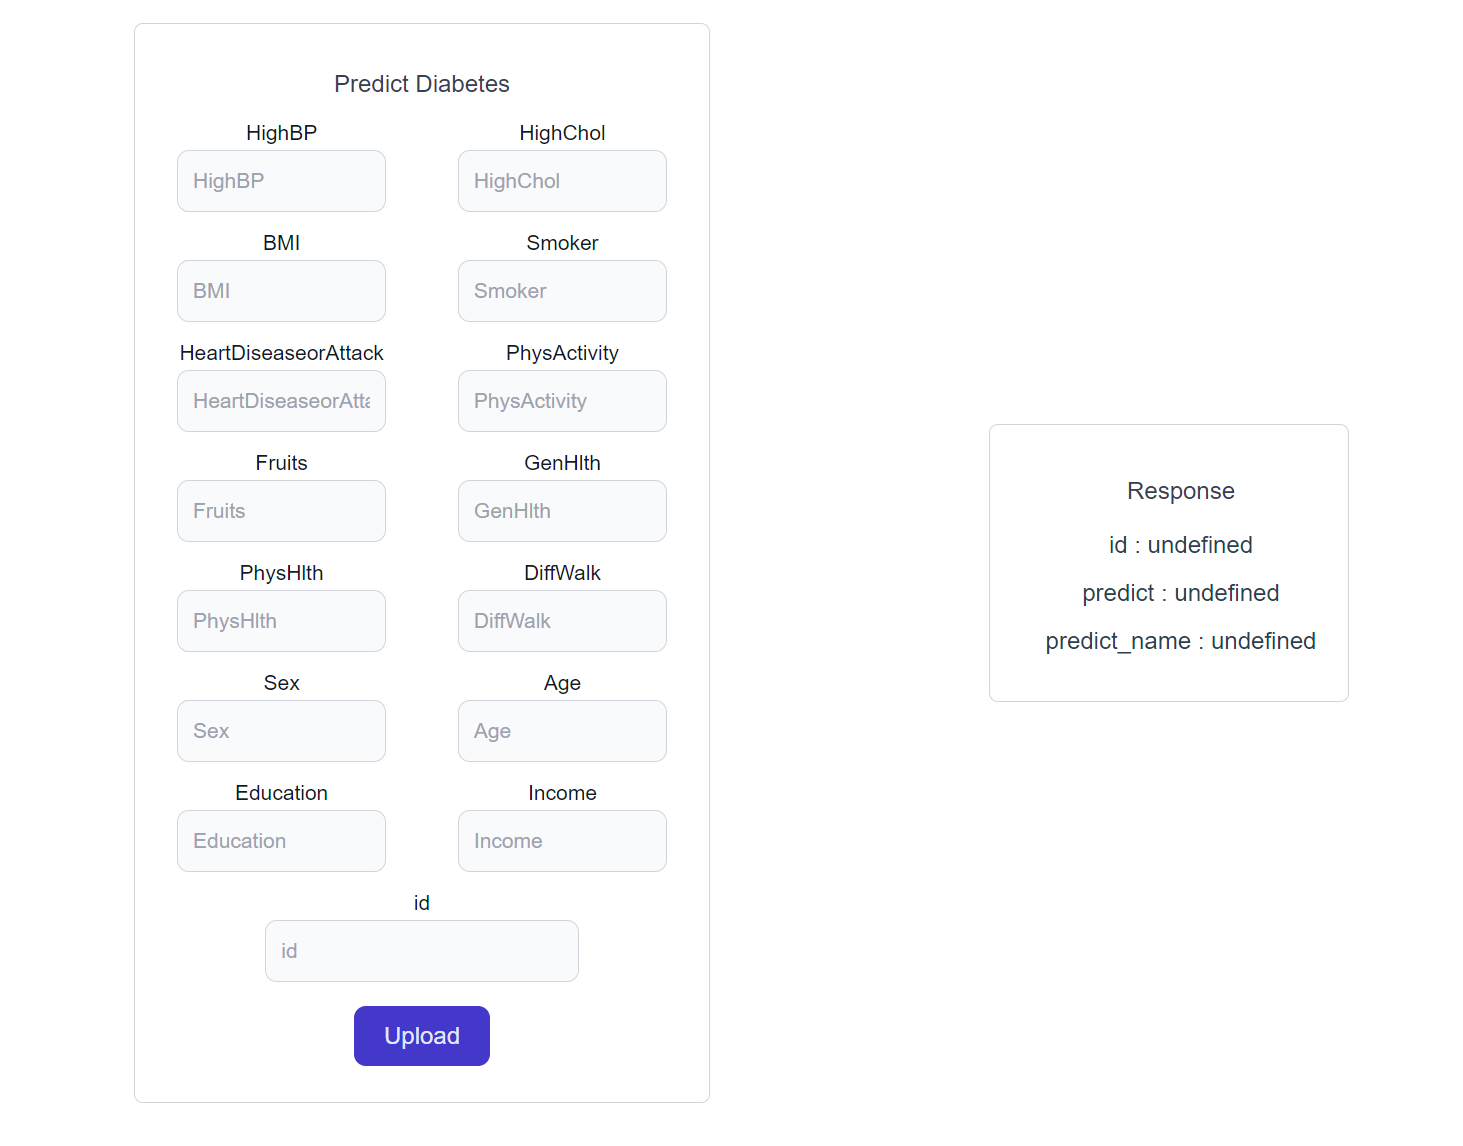 Predict Diabetes
HighBP
HighChol
HighBP
HighChol
BMI
Smoker
BMI
Smoker
HeartDiseaseorAttack
PhysActivity
HeartDiseaseorAtta
PhysActivity
Fruits
GenHlth
Fruits
GenHlth
PhysHlth
DiffWalk
PhysHlth
DiffWalk
Sex
Age
Sex
Age
Education
Income
Education
Income
id
id
Upload
Response
id : undefined
predict : undefined
predict_name : undefined